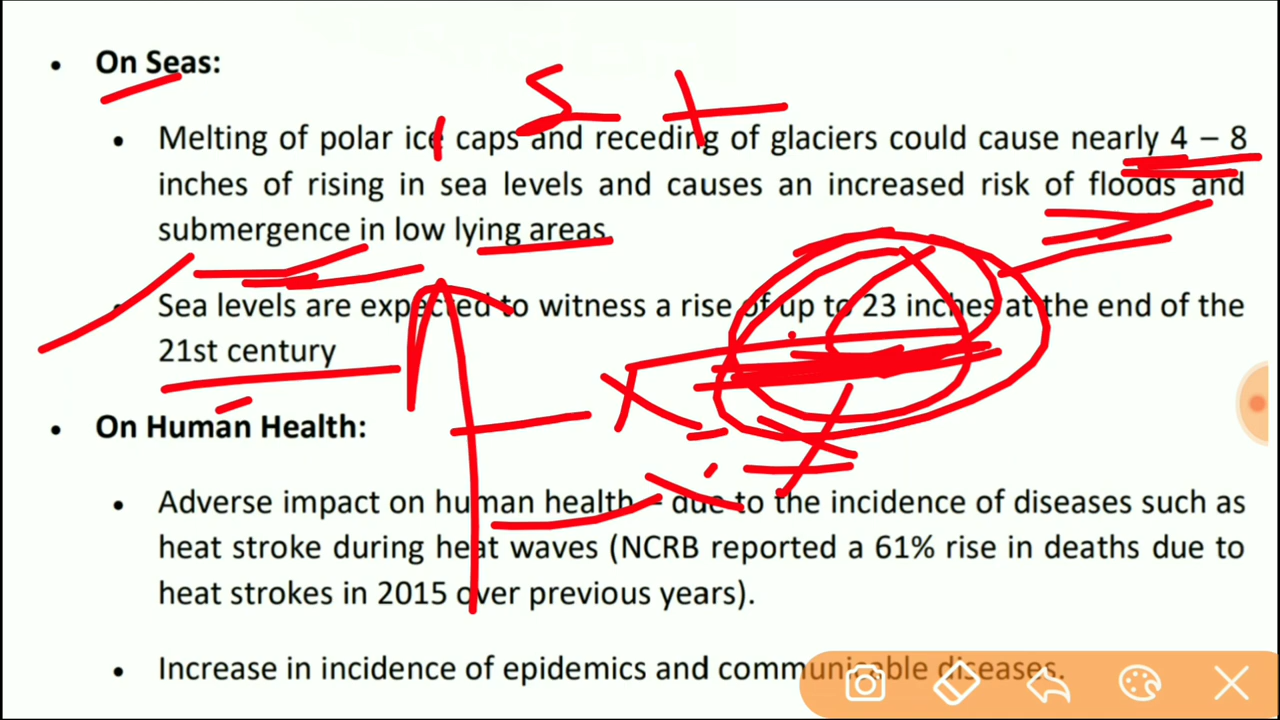 On Seas:
Melting of polar ice caps and receding of glaciers could cause nearly 4 – 8
inches of rising in sea levels and causes an increased risk of floods and
submergence in low lying areas.
Sea levels are expected to witness a rise of up to 23 inches at the end of the
21st century
On Human Health:
Adverse impact on human health – due to the incidence of diseases such as
heat stroke during heat waves (NCRB reported a 61% rise in deaths due to
heat strokes in 2015 over previous years).
Increase in incidence of epidemics and communicable diseases.